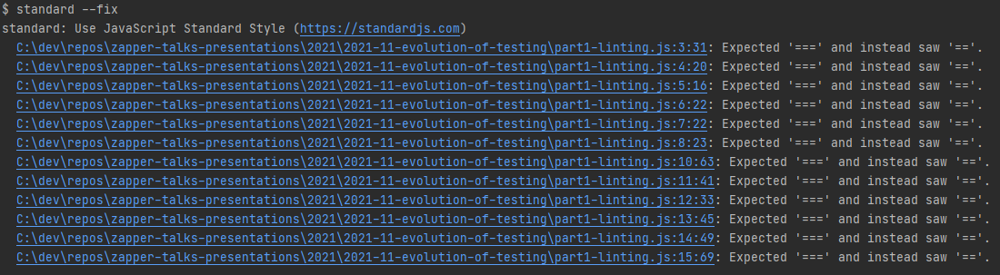 $ standard --fix
standard: Use JavaScript Standard Style (https://standardjs.com)
C:\dev\repos\zapper-talks-presentations\2021\2021-11-evolution-of-testing\part1-linting.js:3:31: Expected '===' and instead saw '=='.
C:\dev\repos\zapper-talks-presentations\2021\2021-11-evolution-of-testing\part1-linting.js:4:20: Expected '===' and instead saw '=='.
C:\dev\repos\zapper-talks-presentations\2021\2021-11-evolution-of-testing\part1-linting.js:5:16: Expected '===' and instead saw '=='.
C:\dev\repos\zapper-talks-presentations\2021\2021-11-evolution-of-testing\part1-linting.js:6:22: Expected '===' and instead saw '=='.
C:\dev\repos\zapper-talks-presentations\2021\2021-11-evolution-of-testing\part1-linting.js:7:22: Expected '===' and instead saw '=='.
C:\dev\repos\zapper-talks-presentations\2021\2021-11-evolution-of-testing\part1-linting.js:8:23: Expected '===' and instead saw '=='.
C:\dev\repos\zapper-talks-presentations\2021\2021-11-evolution-of-testing\part1-linting.js:10:63: Expected '===' and instead saw '=='.
C:\dev\repos\zapper-talks-presentations\2021\2021-11-evolution-of-testing\part1-linting.js:11:41: Expected '===' and instead saw '=='.
C:\dev\repos\zapper-talks-presentations\2021\2021-11-evolution-of-testing\part1-linting.js:12:33: Expected '===' and instead saw '=='.
C:\dev\repos\zapper-talks-presentations\2021\2021-11-evolution-of-testing\part1-linting.js:13:45: Expected '===' and instead saw '=='.
C:\dev\repos\zapper-talks-presentations\2021\2021-11-evolution-of-testing\part1-linting.js:14:49: Expected '===' and instead saw '=='.
C:\dev\repos\zapper-talks-presentations\2021\2021-11-evolution-of-testing\part1-linting.js:15:69: Expected '===' and instead saw '=='.